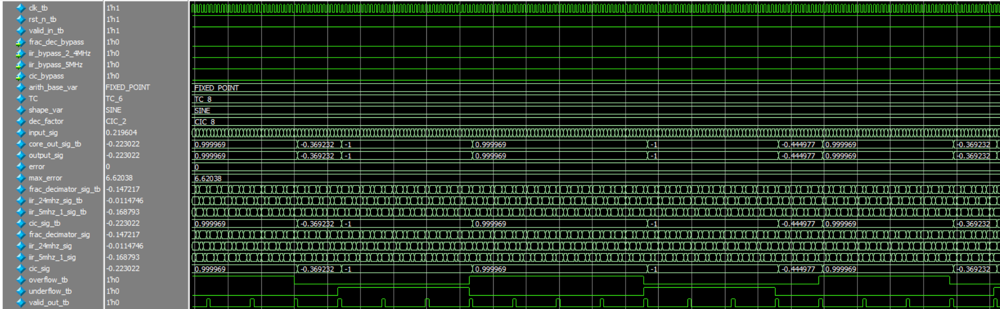 clk_tb 1'h1
rst_n_tb 1'h1
valid_in_tb 1'h1
frac_dec_bypass 1'h0
iir_bypass_2_4MHz 1'h0
iir_bypass_5MHz 1'h0
cic_bypass 1'h0
arith_base_var FIXED_POINT FIXED_POINT
TC TC_6 TC_8
shape_var SINE SINE
dec_factor CIC_2 CIC_8
input_sig 0.219604
core_out_sig_tb -0.223022 0.999969 -0.369232 -1 0.999969 -1 -0.444977 0.999969 -0.369232
output_sig -0.223022 0.999969 -0.369232 -1 0.999969 -1 -0.444977 0.999969 -0.369232
error 0 0
max_error 6.62038 6.62038
frac_decimator_sig_tb -0.147217
iir_24mhz_sig_tb -0.0114746
iir_5mhz_1_sig_tb -0.168793
cic_sig_tb -0.223022 0.999969 -0.369232 -1 0.999969 -1 -0.444977 0.999969 -0.369232
frac_decimator_sig -0.147217
iir_24mhz_sig -0.0114746
iir_5mhz_1_sig -0.168793
cic_sig -0.223022 0.999969 -0.369232 -1 0.999969 -1 -0.444977 0.999969 -0.369232
overflow_tb 1'h0
underflow_tb 1'h0
valid_out_tb 1'h0